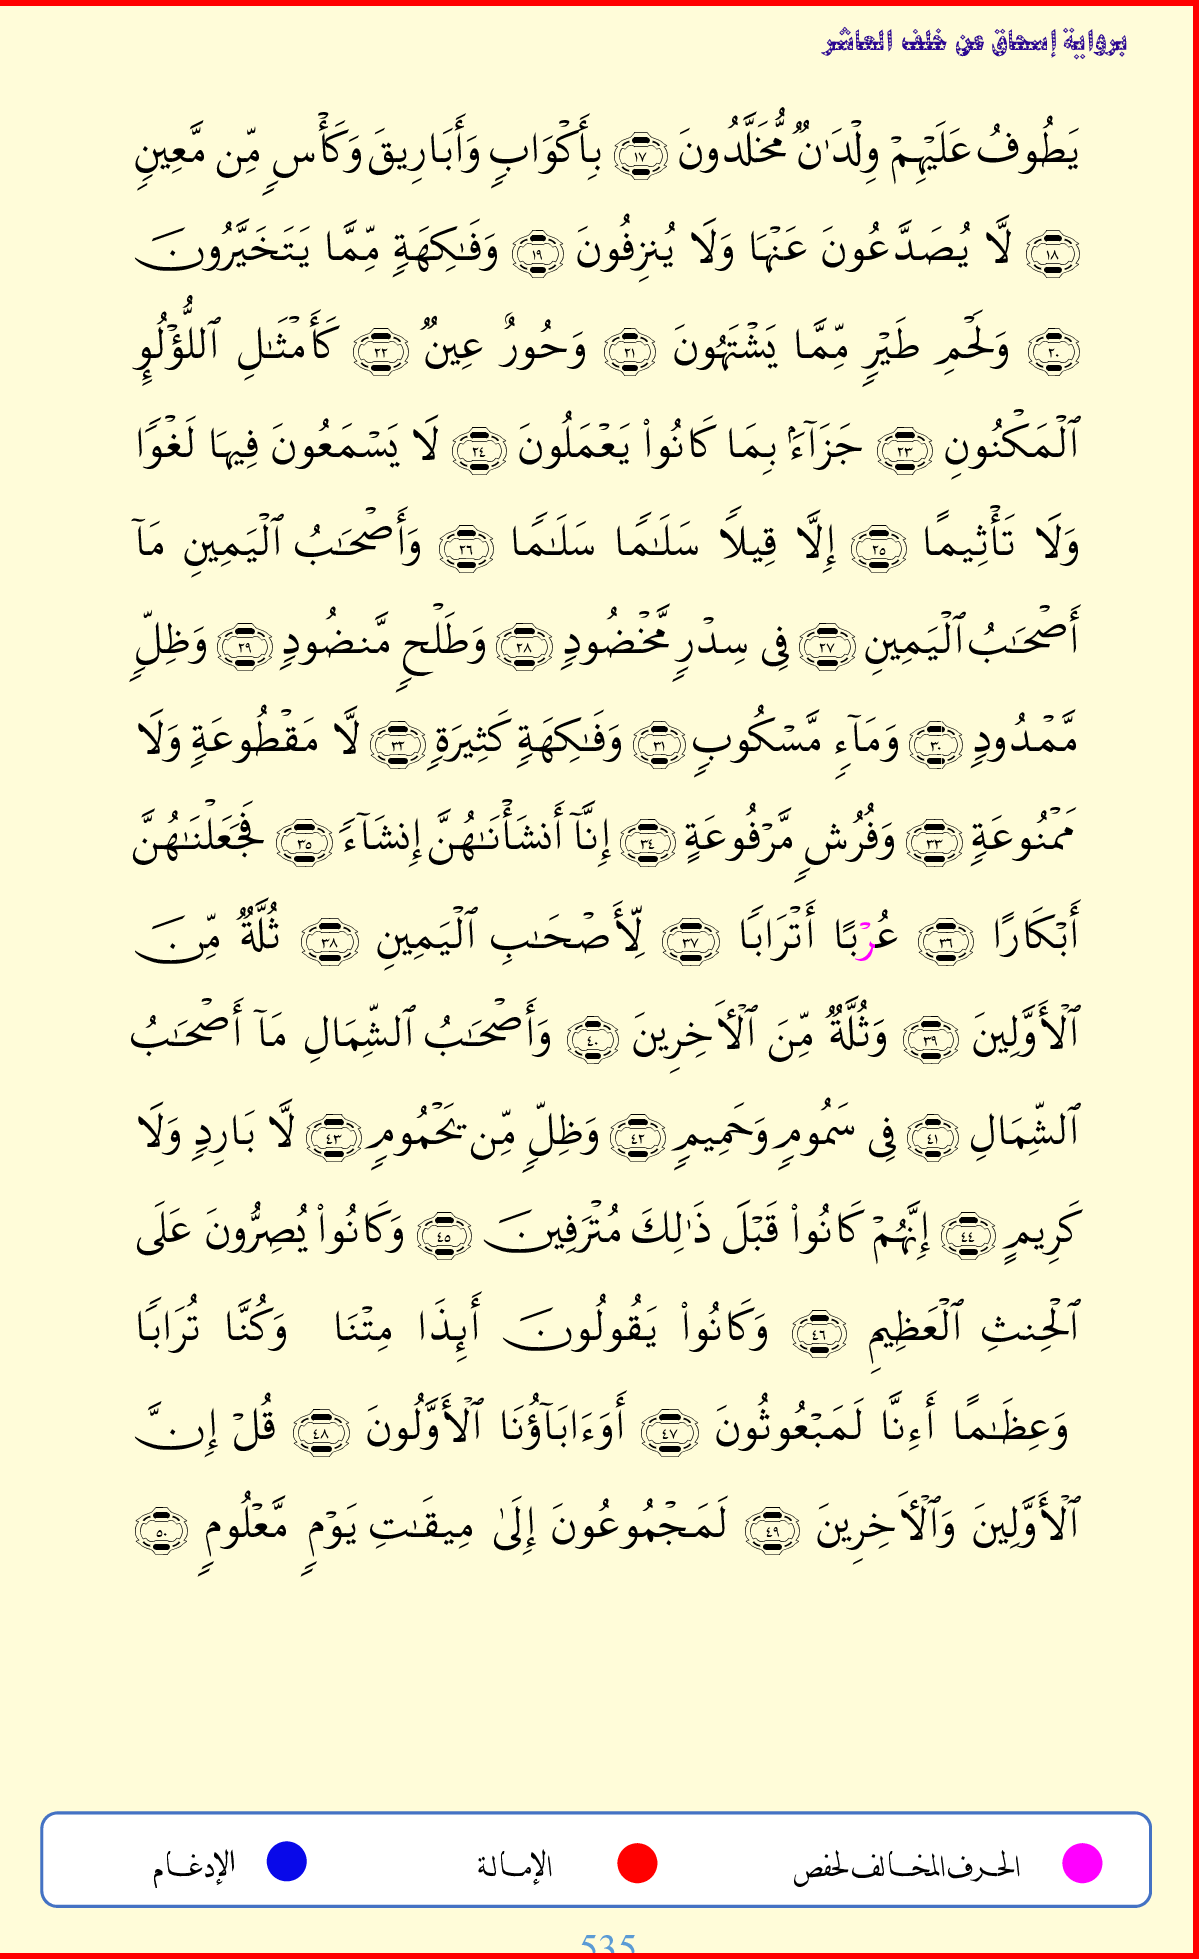 برواية إسحاق عن خلف العاشر
يَطُوفُ عَلَيْهِمْ وِلْدَٰنٌ مُّخَلَّدُونَ ١٧ بِأَكْوَابٍ وَأَبَارِيقَ وَكَأْسٍ مِّن مَّعِينٍ
١٨ لَّا يُصَدَّعُونَ عَنْهَا وَلَا يُنزِفُونَ ١٩ وَفَٰكِهَةٍ مِّمَّا يَتَخَيَّرُونَ
٢٠ وَلَحْمِ طَيْرٍ مِّمَّا يَشْتَهُونَ ٢١ وَحُورٌ عِينٌ ٢٢ كَأَمْثَٰلِ ٱللُّؤْلُوِٕ
ٱلْمَكْنُونِ ٢٣ جَزَآءًۢ بِمَا كَانُوا۟ يَعْمَلُونَ ٢٤ لَا يَسْمَعُونَ فِيهَا لَغْوًا
وَلَا تَأْثِيمًا ٢٥ إِلَّا قِيلًا سَلَٰمًا سَلَٰمًا ٢٦ وَأَصْحَٰبُ ٱلْيَمِينِ مَآ
أَصْحَٰبُ ٱلْيَمِينِ ٢٧ فِى سِدْرٍ مَّخْضُودٍ ٢٨ وَطَلْحٍ مَّنضُودٍ ٢٩ وَظِلٍّ
مَّمْدُودٍ ٣٠ وَمَآءٍ مَّسْكُوبٍ ٣١ وَفَٰكِهَةٍ كَثِيرَةٍ ٣٢ لَّا مَقْطُوعَةٍ وَلَا
مَمْنُوعَةٍ ٣٣ وَفُرُشٍ مَّرْفُوعَةٍ ٣٤ إِنَّآ أَنشَأْنَٰهُنَّ إِنشَآءً ٣٥ فَجَعَلْنَٰهُنَّ
أَبْكَارًا ٣٦ عُرْبًا أَتْرَابًا ٣٧ لِّأَصْحَٰبِ ٱلْيَمِينِ ٣٨ ثُلَّةٌ مِّنَ
ٱلْأَوَّلِينَ ٣٩ وَثُلَّةٌ مِّنَ ٱلْأَخِرِينَ ٤٠ وَأَصْحَٰبُ ٱلشِّمَالِ مَآ أَصْحَٰبُ
ٱلشِّمَالِ ٤١ فِى سَمُومٍ وَحَمِيمٍ ٤٢ وَظِلٍّ مِّن يَحْمُومٍ ٤٣ لَّا بَارِدٍ وَلَا
كَرِيمٍ ٤٤ إِنَّهُمْ كَانُوا۟ قَبْلَ ذَٰلِكَ مُتْرَفِينَ ٤٥ وَكَانُوا۟ يُصِرُّونَ عَلَى
ٱلْحِنثِ ٱلْعَظِيمِ ٤٦ وَكَانُوا۟ يَقُولُونَ أَئِذَا مِتْنَا وَكُنَّا تُرَابًا
وَعِظَٰمًا أَءِنَّا لَمَبْعُوثُونَ ٤٧ أَوَءَابَآؤُنَا ٱلْأَوَّلُونَ ٤٨ قُلْ إِنَّ
ٱلْأَوَّلِينَ وَٱلْأَخِرِينَ ٤٩ لَمَجْمُوعُونَ إِلَىٰ مِيقَٰتِ يَوْمٍ مَّعْلُومٍ ٥٠
الحرف المخالف لحفص الإمالة الإدغام
535